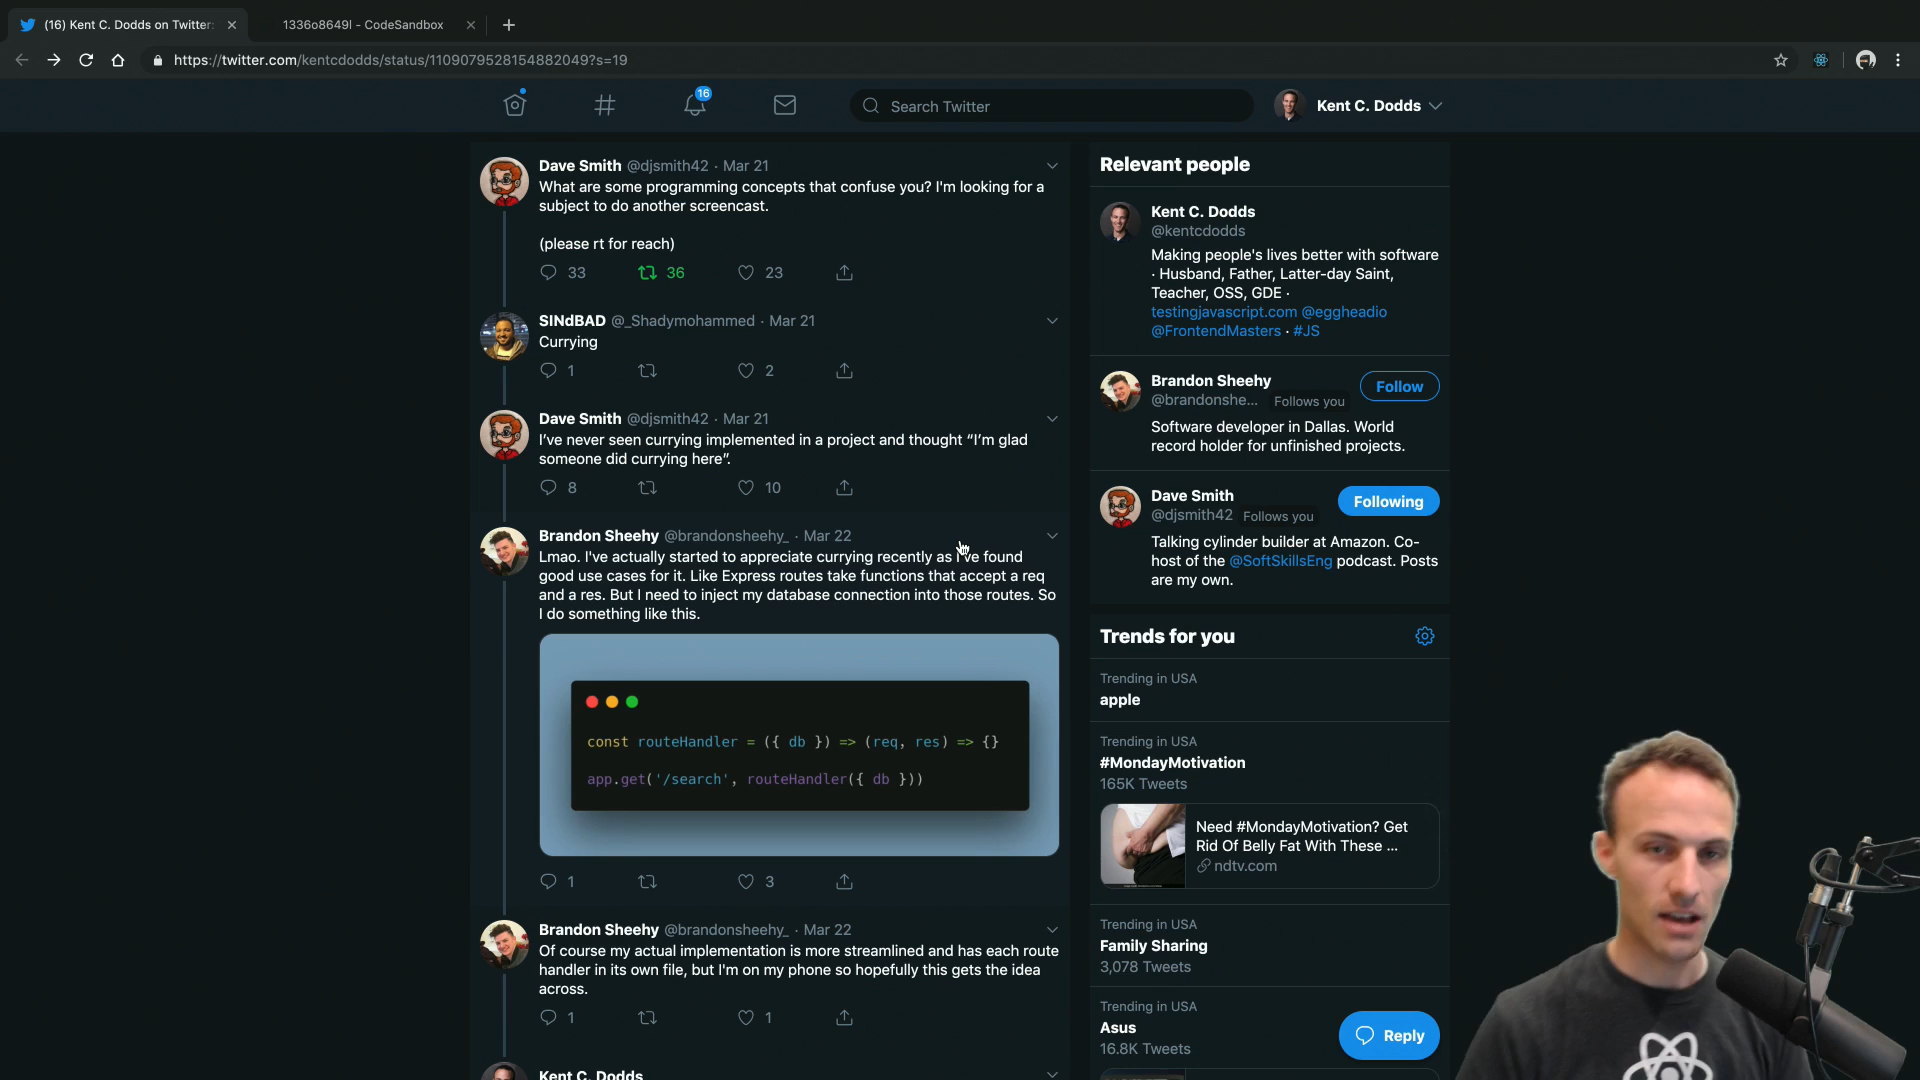 (16) Kent C. Dodds on Twitter:
1336o8649l - CodeSandbox
https://twitter.com/kentcdodds/status/1109079528154882049?s=19
16
Search Twitter
Kent C. Dodds
Dave Smith @djsmith42 · Mar 21
What are some programming concepts that confuse you? I'm looking for a
subject to do another screencast.
(please rt for reach)
33 36 23
SINdBAD @_Shadymohammed · Mar 21
Currying
1 2
Dave Smith @djsmith42 · Mar 21
I've never seen currying implemented in a project and thought “I'm glad
someone did currying here”.
8 10
Brandon Sheehy @brandonsheehy_ · Mar 22
Lmao. I've actually started to appreciate currying recently as I've found
good use cases for it. Like Express routes take functions that accept a req
and a res. But I need to inject my database connection into those routes. So
I do something like this.
const routeHandler = ({ db }) => (req, res) => {}
app.get('/search', routeHandler({ db }))
1 3
Brandon Sheehy @brandonsheehy_ · Mar 22
Of course my actual implementation is more streamlined and has each route
handler in its own file, but I'm on my phone so hopefully this gets the idea
across.
1 1
Kent C. Dodds
Relevant people
Kent C. Dodds
@kentcdodds
Making people's lives better with software
· Husband, Father, Latter-day Saint,
Teacher, OSS, GDE ·
testingjavascript.com @eggheadio
@FrontendMasters · #JS
Brandon Sheehy
@brandonshe... Follows you
Follow
Software developer in Dallas. World
record holder for unfinished projects.
Dave Smith
@djsmith42 Follows you
Following
Talking cylinder builder at Amazon. Co-
host of the @SoftSkillsEng podcast. Posts
are my own.
Trends for you
Trending in USA
apple
Trending in USA
#MondayMotivation
165K Tweets
Need #MondayMotivation? Get
Rid Of Belly Fat With These ...
ndtv.com
Trending in USA
Family Sharing
3,078 Tweets
Trending in USA
Asus
16.8K Tweets
Reply